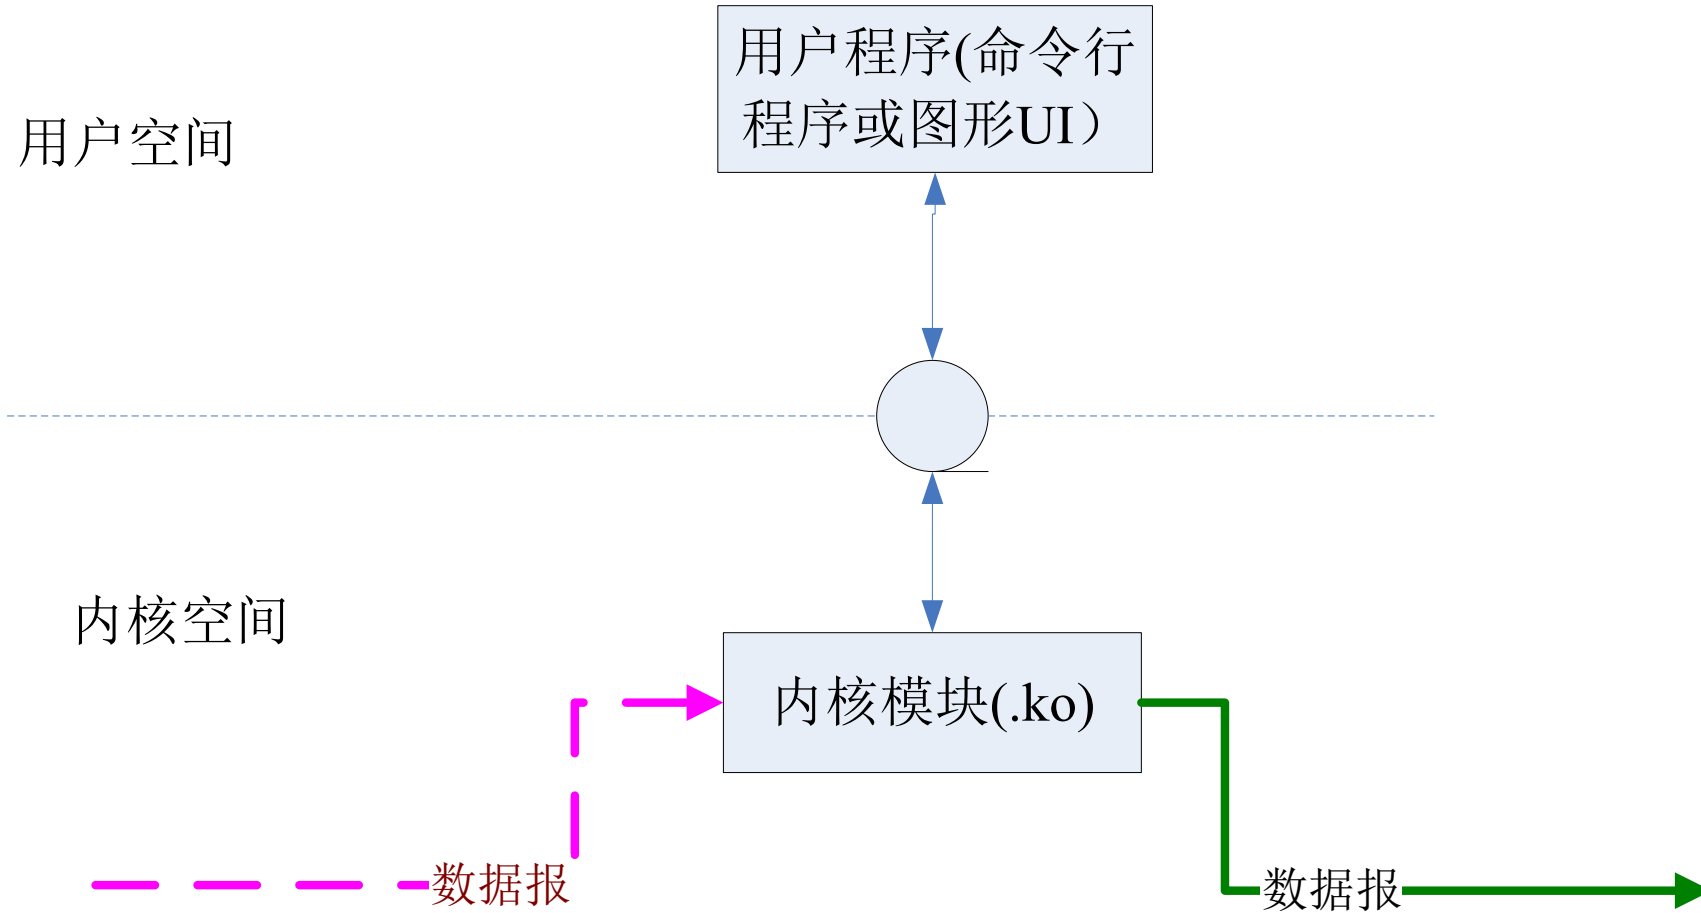 用户程序(命令行
程序或图形UI）
用户空间
内核空间
内核模块(.ko)
数据报
数据报